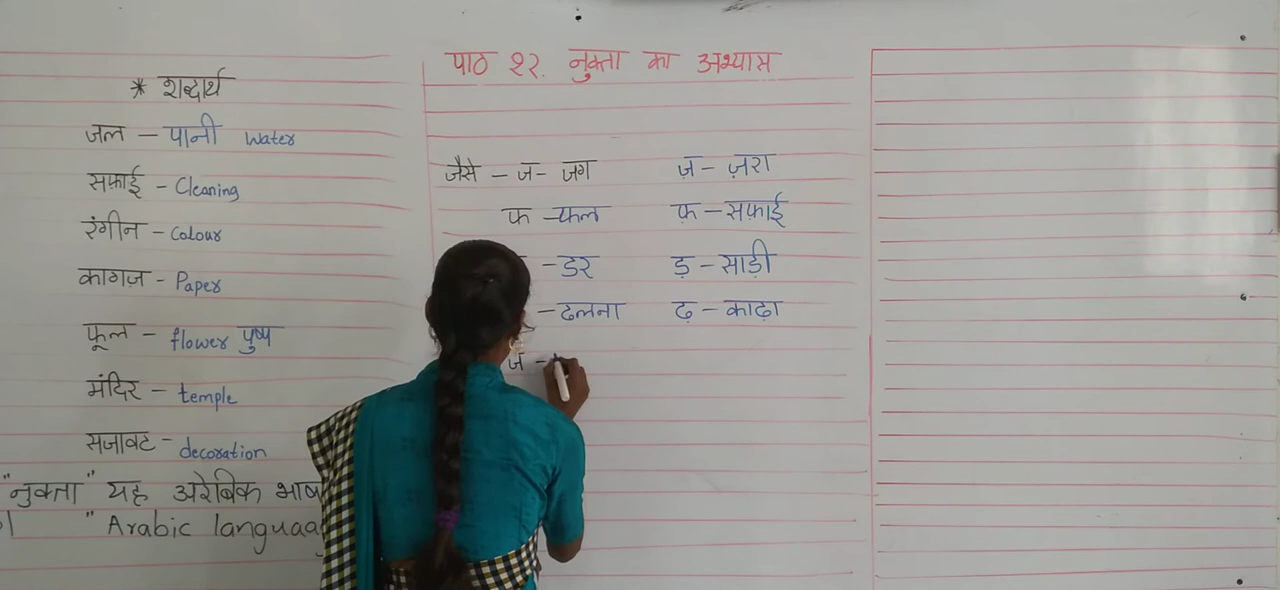 * शब्दार्थ
जल – पानी water
सफ़ाई – Cleaning
रंगीन – Colour
कागज़ – Paper
फूल – flower पुष्प
मंदिर – temple
सजावट – decoration
"नुक्ता" यह अरेबिक
"Arabic
पाठ १२. नुक्ता का अभ्यास
जैसे – ज – जग ज़ – ज़रा
फ – फल फ़ – सफ़ाई
– डर ड़ – साड़ी
– ढलना ढ़ – काढ़ा
ज –